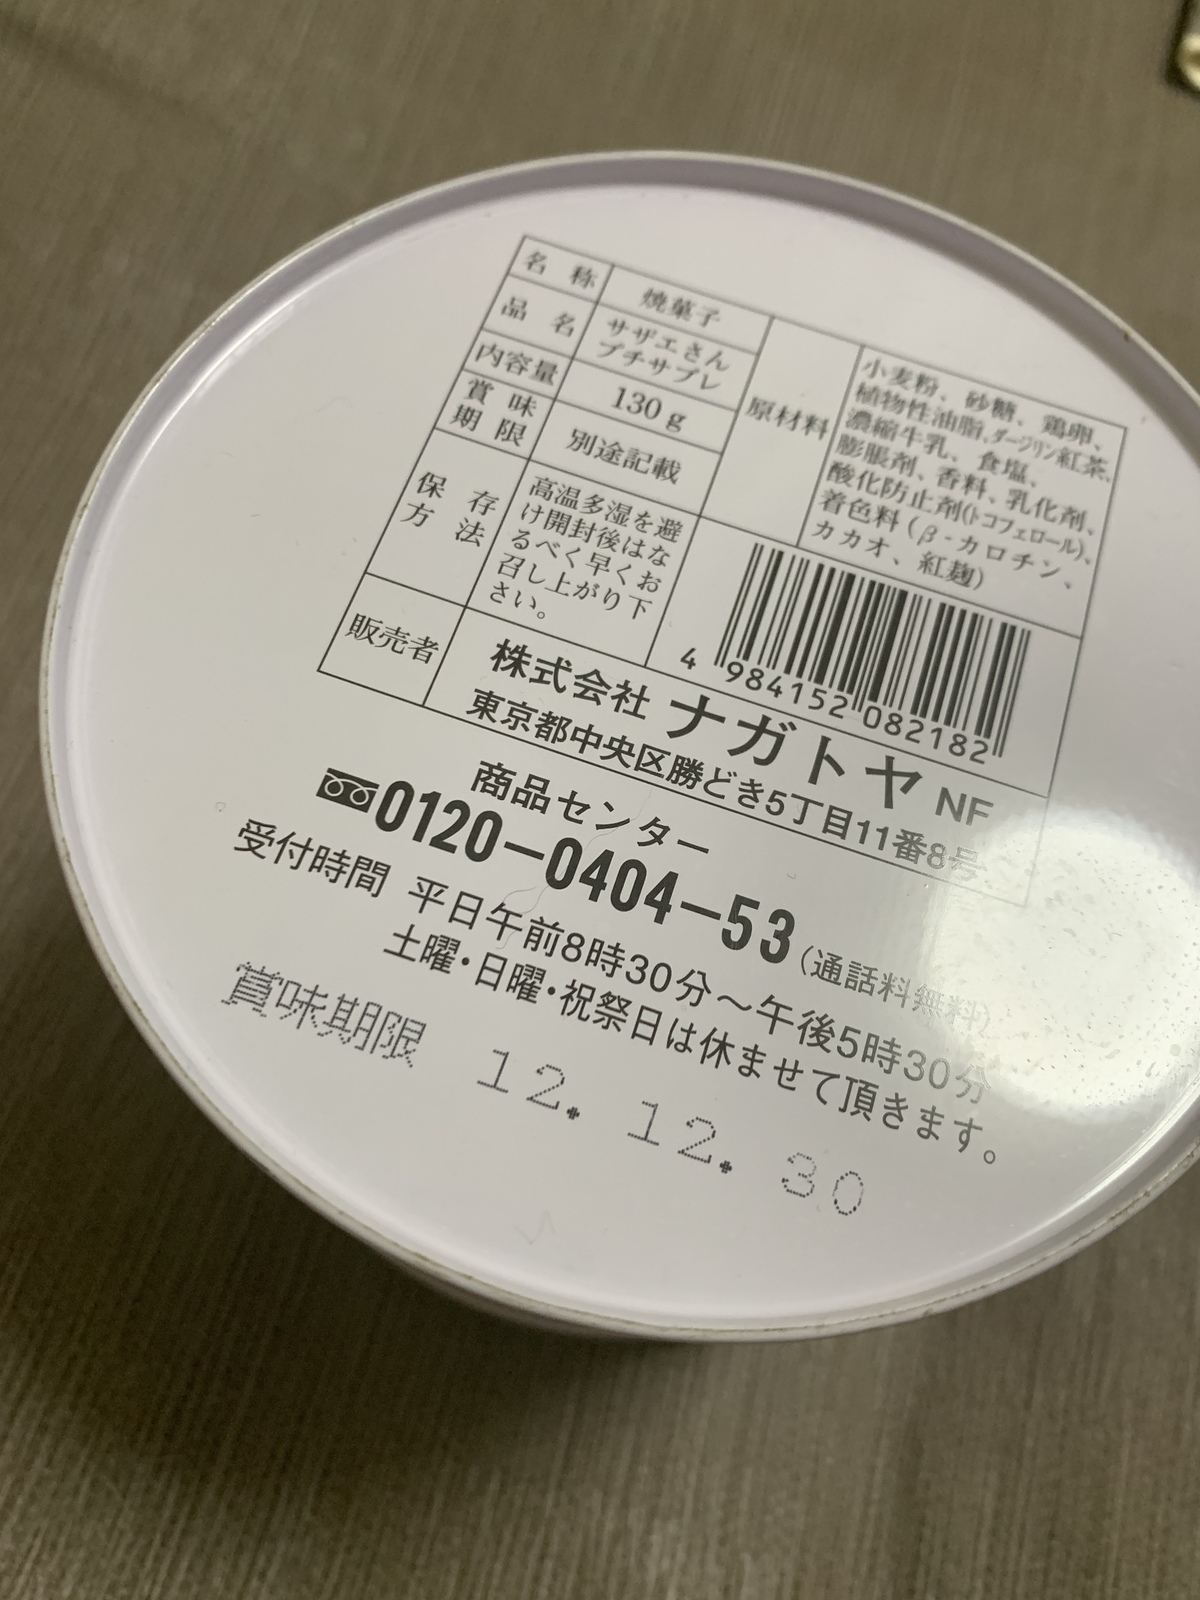 名称 焼菓子
品名 サザエさん
プチサブレ
内容量 130g
賞味
期限 別途記載
保存
方法
高温多湿を避
け開封後はな
るべく早くお
召し上がり下
さい。
原材料
小麦粉、砂糖、鶏卵、
植物性油脂、ダージリン紅茶、
濃縮牛乳、食塩、
膨脹剤、香料、乳化剤、
酸化防止剤(トコフェロール)、
着色料(β-カロチン、
カカオ、紅麹)
4 984152 082182
販売者 株式会社 ナガトヤ NF
東京都中央区勝どき5丁目11番8号
商品センター
0120-0404-53(通話料無料)
受付時間 平日午前8時30分〜午後5時30分
土曜・日曜・祝祭日は休ませて頂きます。
賞味期限 12. 12. 30